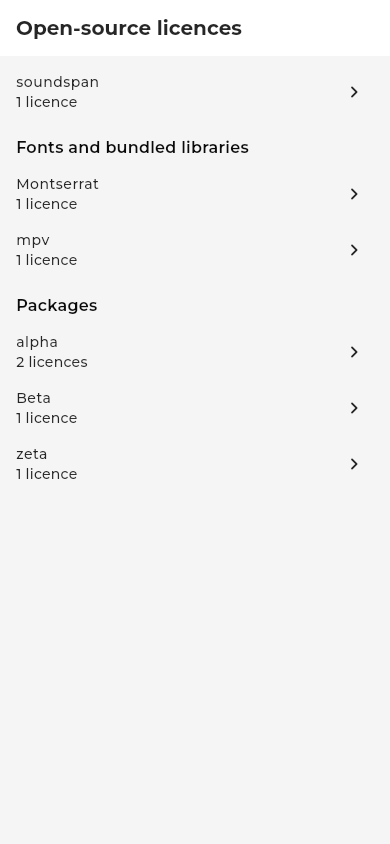 Open-source licences
soundspan
1 licence
Fonts and bundled libraries
Montserrat
1 licence
mpv
1 licence
Packages
alpha
2 licences
Beta
1 licence
zeta
1 licence